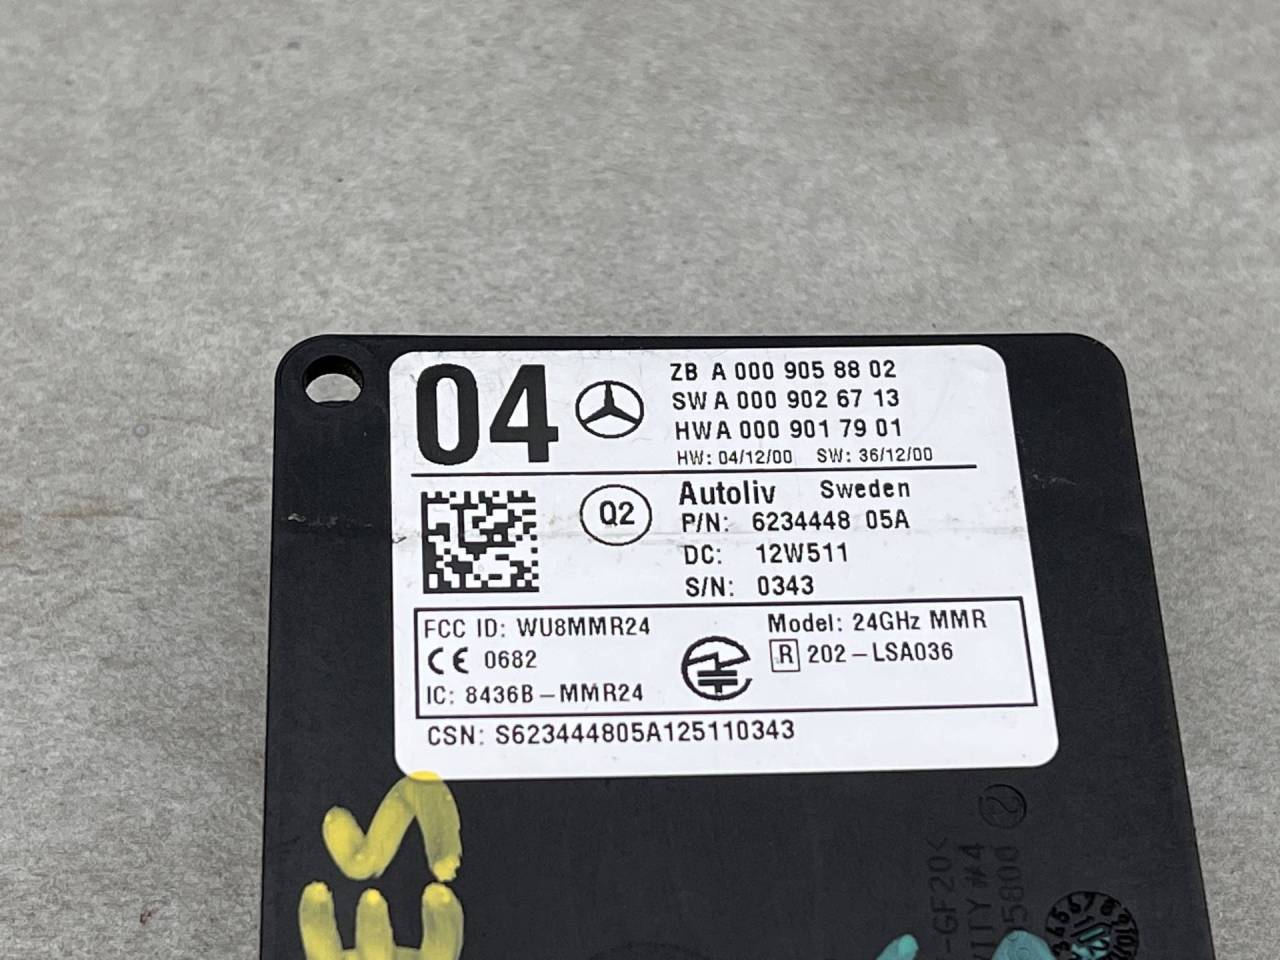 04
ZB A 000 905 88 02
SW A 000 902 67 13
HW A 000 901 79 01
HW: 04/12/00 SW: 36/12/00
Q2
Autoliv Sweden
P/N: 6234448 05A
DC: 12W511
S/N: 0343
FCC ID: WU8MMR24
CE 0682
IC: 8436B-MMR24
Model: 24GHz MMR
R 202-LSA036
CSN: S623444805A125110343
-GF20<